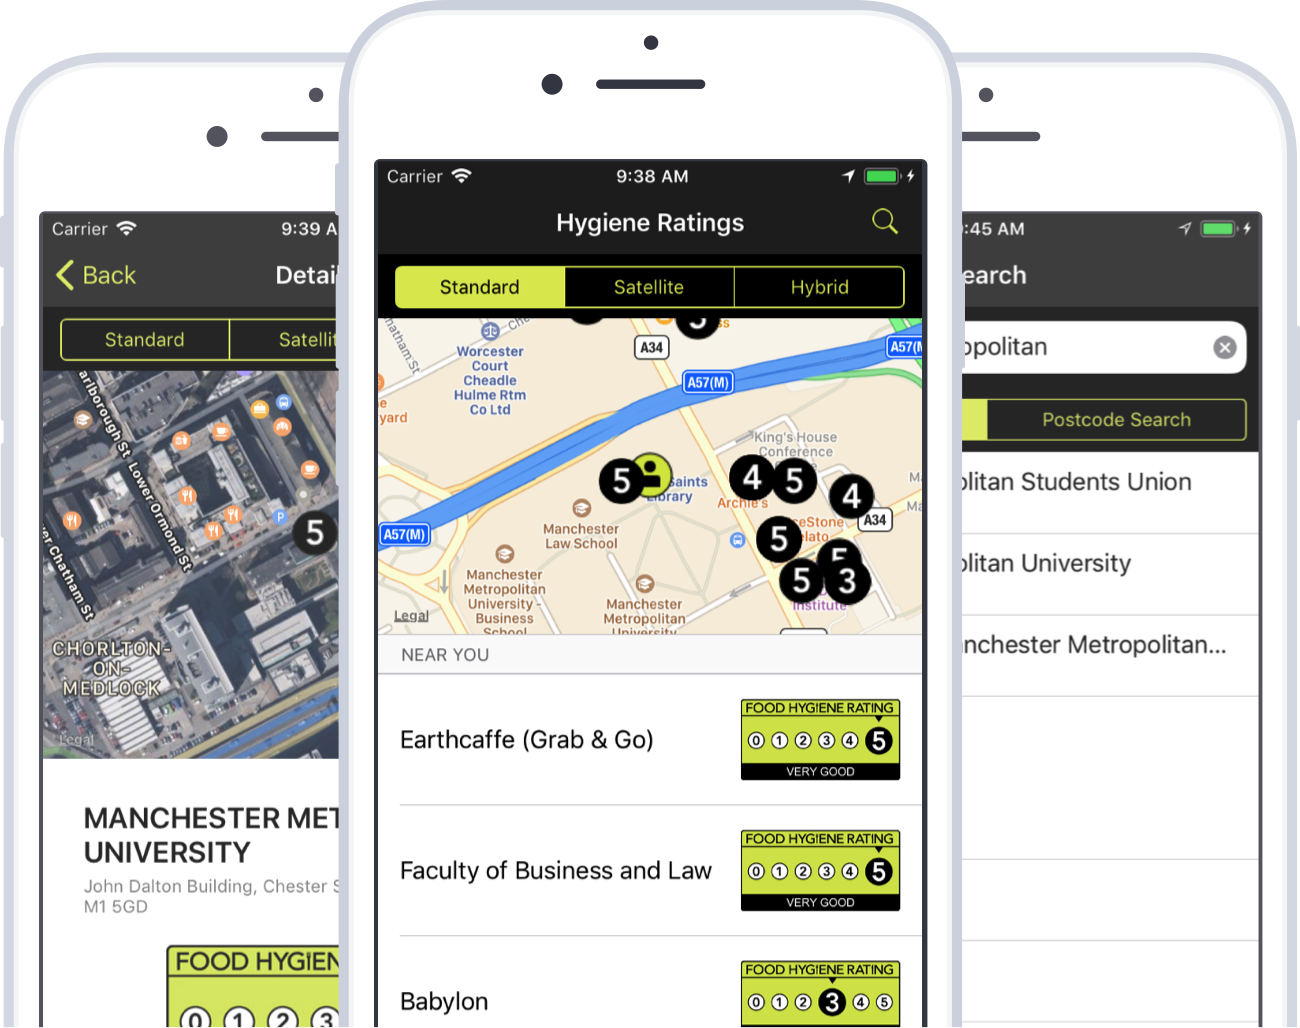 Carrier
9:39 A
Back
Detai
Standard
Satellit
arlborough St
Lower Ormond St
er Chatham St
P
5
CHORLTON-
ON-
MEDLOCK
Legal
MANCHESTER MET
UNIVERSITY
John Dalton Building, Chester S
M1 5GD
FOOD HYGIEN
0 1 2 3
Carrier
9:38 AM
Hygiene Ratings
Standard
Satellite
Hybrid
hatham St
Che
Worcester
Court
Cheadle
Hulme Rtm
Co Ltd
A34
ss
A57(M
A57(M)
e
yard
King's House
Conference
e
5
Saints
Library
4
5
4
Archie's
A34
Ma
Ma
Manchester
Law School
5
eStone
elato
A57(M)
5
5
3
Institute
Manchester
Metropolitan
University -
Business
School
Manchester
Metropolitan
University
Legal
NEAR YOU
Earthcaffe (Grab & Go)
FOOD HYGIENE RATING
0 1 2 3 4 5
VERY GOOD
Faculty of Business and Law
FOOD HYGIENE RATING
0 1 2 3 4 5
VERY GOOD
Babylon
FOOD HYGIENE RATING
0 1 2 3 4 5
:45 AM
earch
opolitan
Postcode Search
olitan Students Union
olitan University
nchester Metropolitan...